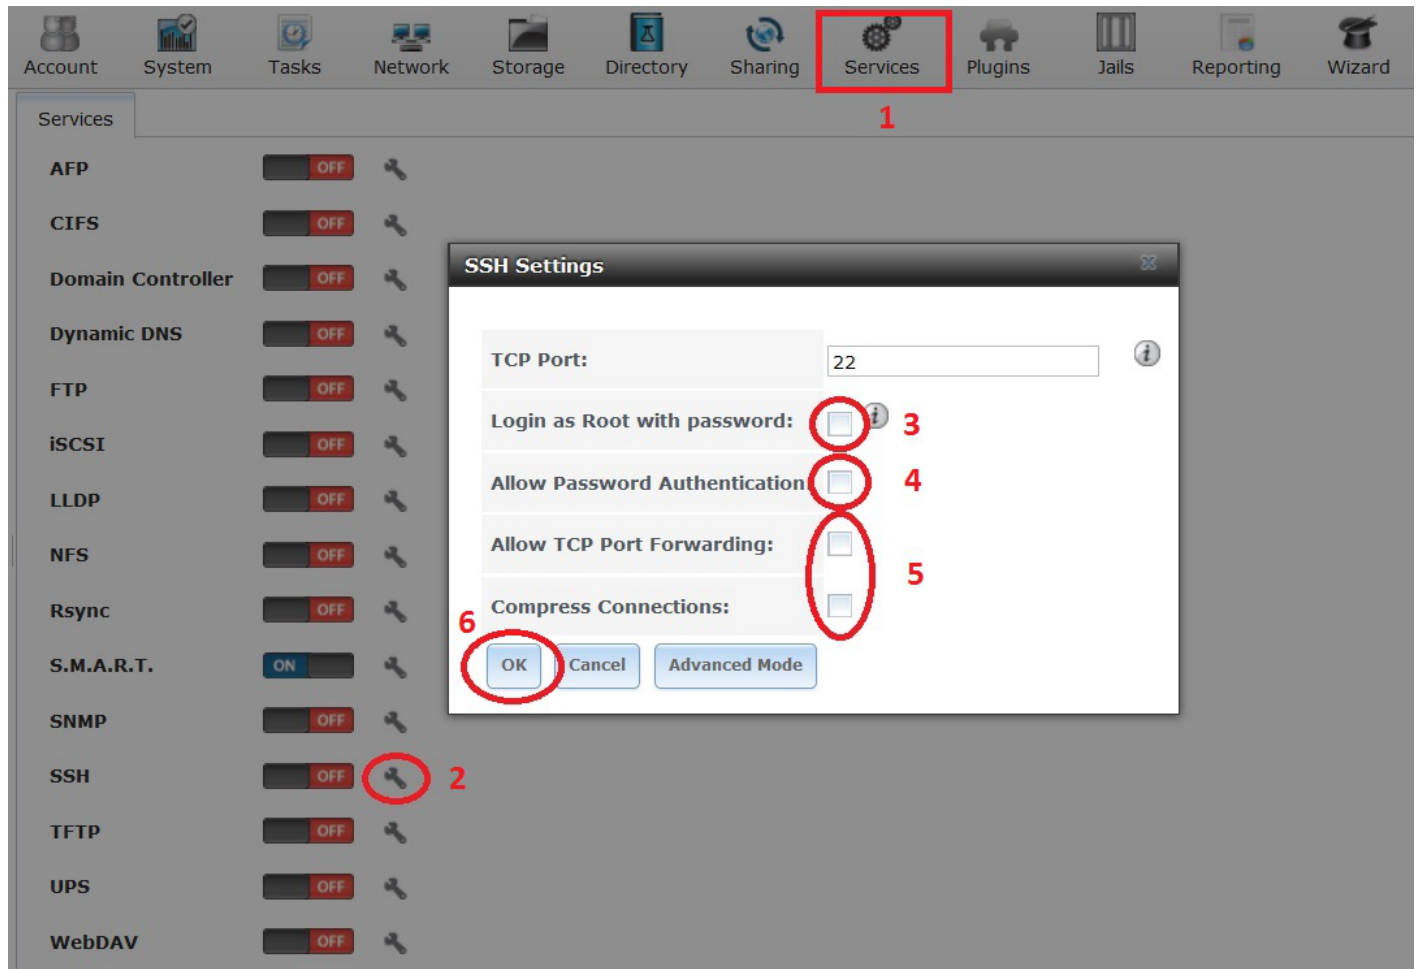 Account System Tasks Network Storage Directory Sharing Services Plugins Jails Reporting Wizard
1
Services
AFP OFF
CIFS OFF
Domain Controller OFF
Dynamic DNS OFF
FTP OFF
iSCSI OFF
LLDP OFF
NFS OFF
Rsync OFF
S.M.A.R.T. ON
SNMP OFF
SSH OFF 2
TFTP OFF
UPS OFF
WebDAV OFF
SSH Settings
TCP Port: 22 i
Login as Root with password: i 3
Allow Password Authentication: 4
Allow TCP Port Forwarding:
5
Compress Connections:
6
OK Cancel Advanced Mode